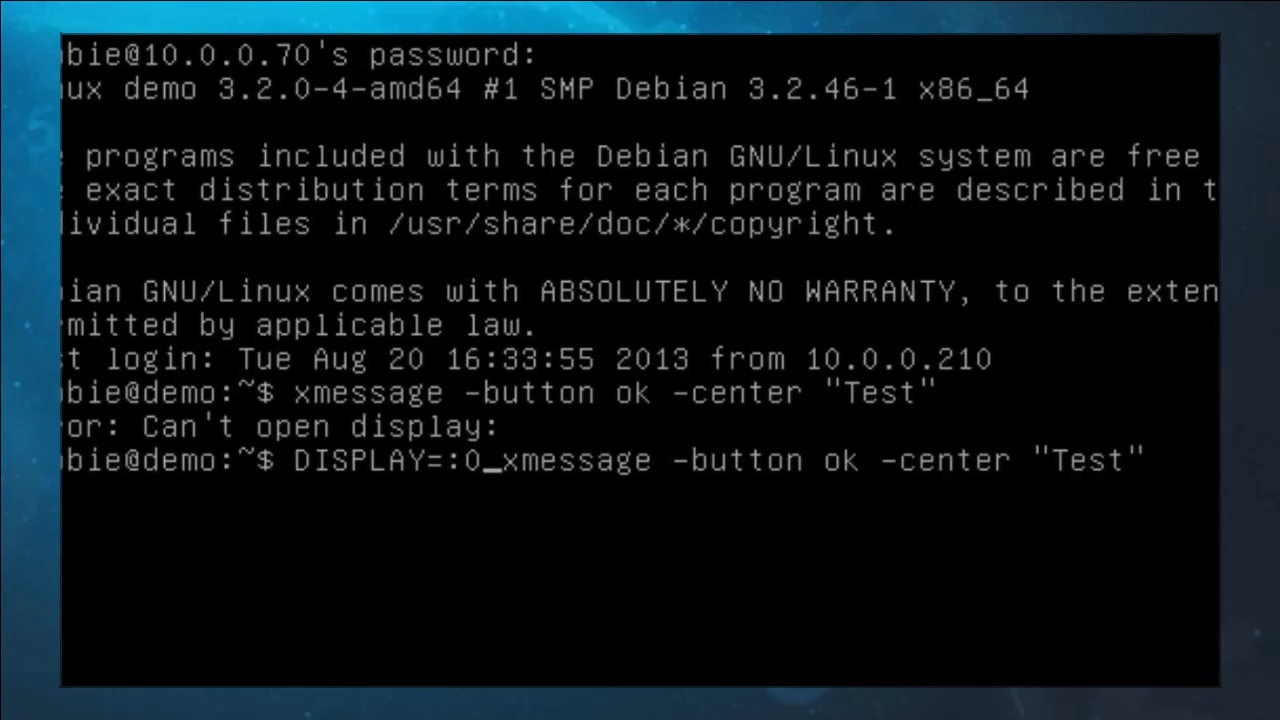 bie@10.0.0.70's password:
ux demo 3.2.0-4-amd64 #1 SMP Debian 3.2.46-1 x86_64
programs included with the Debian GNU/Linux system are free
exact distribution terms for each program are described in t
dividual files in /usr/share/doc/*/copyright.
ian GNU/Linux comes with ABSOLUTELY NO WARRANTY, to the exten
mitted by applicable law.
t login: Tue Aug 20 16:33:55 2013 from 10.0.0.210
bie@demo:~$ xmessage -button ok -center "Test"
or: Can't open display:
bie@demo:~$ DISPLAY=:0_xmessage -button ok -center "Test"